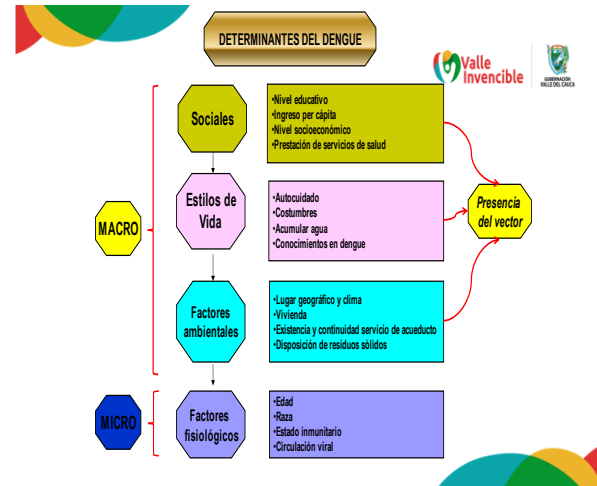 DETERMINANTES DEL DENGUE
Valle
Invencible
GOBERNACIÓN
VALLE DEL CAUCA
Sociales
•Nivel educativo
•Ingreso per cápita
•Nivel socioeconómico
•Prestación de servicios de salud
MACRO
Estilos de
Vida
•Autocuidado
•Costumbres
•Acumular agua
•Conocimientos en dengue
Presencia
del vector
Factores
ambientales
•Lugar geográfico y clima
•Vivienda
•Existencia y continuidad servicio de acueducto
•Disposición de residuos sòlidos
MICRO
Factores
fisiológicos
•Edad
•Raza
•Estado inmunitario
•Circulación viral